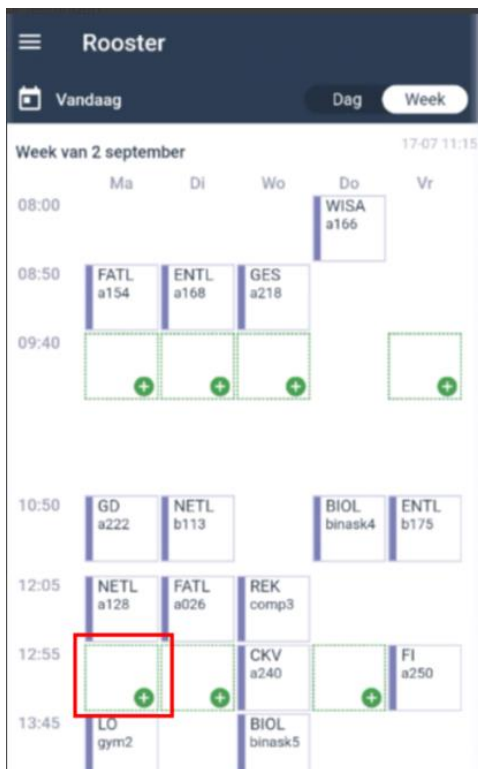 Rooster
Vandaag
Dag Week
Week van 2 september
17-07 11:15
Ma Di Wo Do Vr
08:00
WISA
a166
08:50
FATL ENTL GES
a154 a168 a218
09:40
10:50
GD NETL BIOL ENTL
a222 b113 binask4 b175
12:05
NETL FATL REK
a128 a026 comp3
12:55
CKV FI
a240 a250
13:45
LO BIOL
gym2 binask5